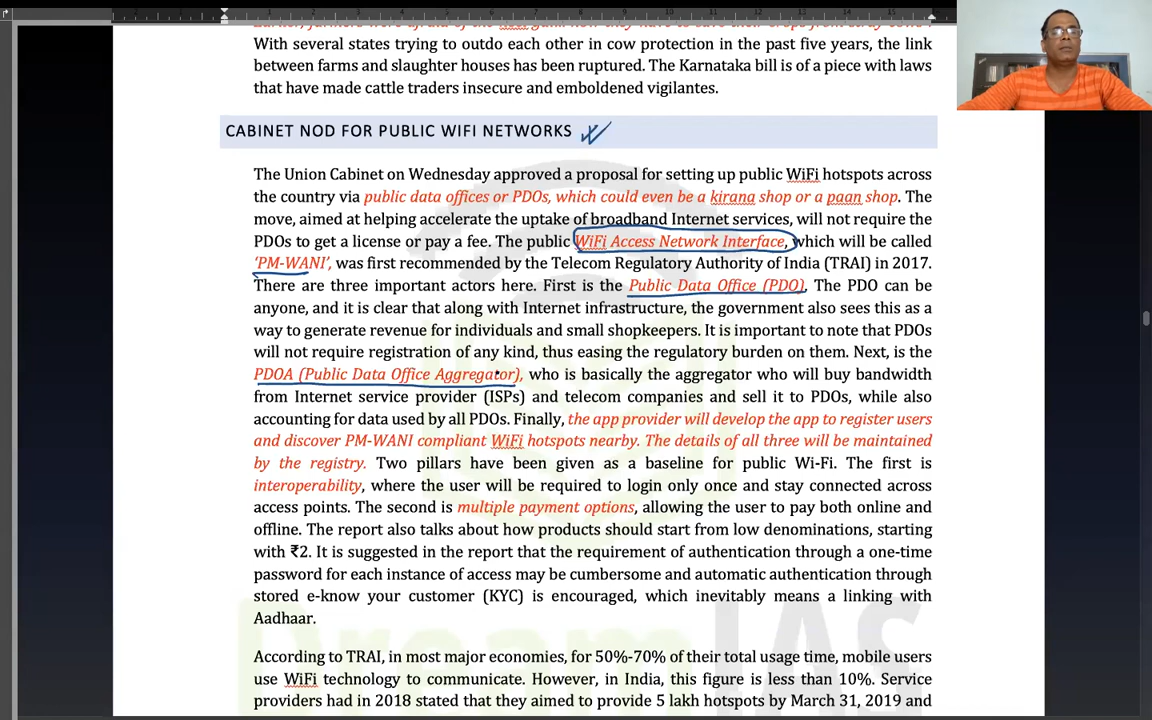 With several states trying to outdo each other in cow protection in the past five years, the link
between farms and slaughter houses has been ruptured. The Karnataka bill is of a piece with laws
that have made cattle traders insecure and emboldened vigilantes.
CABINET NOD FOR PUBLIC WIFI NETWORKS
The Union Cabinet on Wednesday approved a proposal for setting up public WiFi hotspots across
the country via public data offices or PDOs, which could even be a kirana shop or a paan shop. The
move, aimed at helping accelerate the uptake of broadband Internet services, will not require the
PDOs to get a license or pay a fee. The public WiFi Access Network Interface, which will be called
‘PM-WANI’, was first recommended by the Telecom Regulatory Authority of India (TRAI) in 2017.
There are three important actors here. First is the Public Data Office (PDO). The PDO can be
anyone, and it is clear that along with Internet infrastructure, the government also sees this as a
way to generate revenue for individuals and small shopkeepers. It is important to note that PDOs
will not require registration of any kind, thus easing the regulatory burden on them. Next, is the
PDOA (Public Data Office Aggregator), who is basically the aggregator who will buy bandwidth
from Internet service provider (ISPs) and telecom companies and sell it to PDOs, while also
accounting for data used by all PDOs. Finally, the app provider will develop the app to register users
and discover PM-WANI compliant WiFi hotspots nearby. The details of all three will be maintained
by the registry. Two pillars have been given as a baseline for public Wi-Fi. The first is
interoperability, where the user will be required to login only once and stay connected across
access points. The second is multiple payment options, allowing the user to pay both online and
offline. The report also talks about how products should start from low denominations, starting
with ₹2. It is suggested in the report that the requirement of authentication through a one-time
password for each instance of access may be cumbersome and automatic authentication through
stored e-know your customer (KYC) is encouraged, which inevitably means a linking with
Aadhaar.
According to TRAI, in most major economies, for 50%-70% of their total usage time, mobile users
use WiFi technology to communicate. However, in India, this figure is less than 10%. Service
providers had in 2018 stated that they aimed to provide 5 lakh hotspots by March 31, 2019 and
DreamIAS